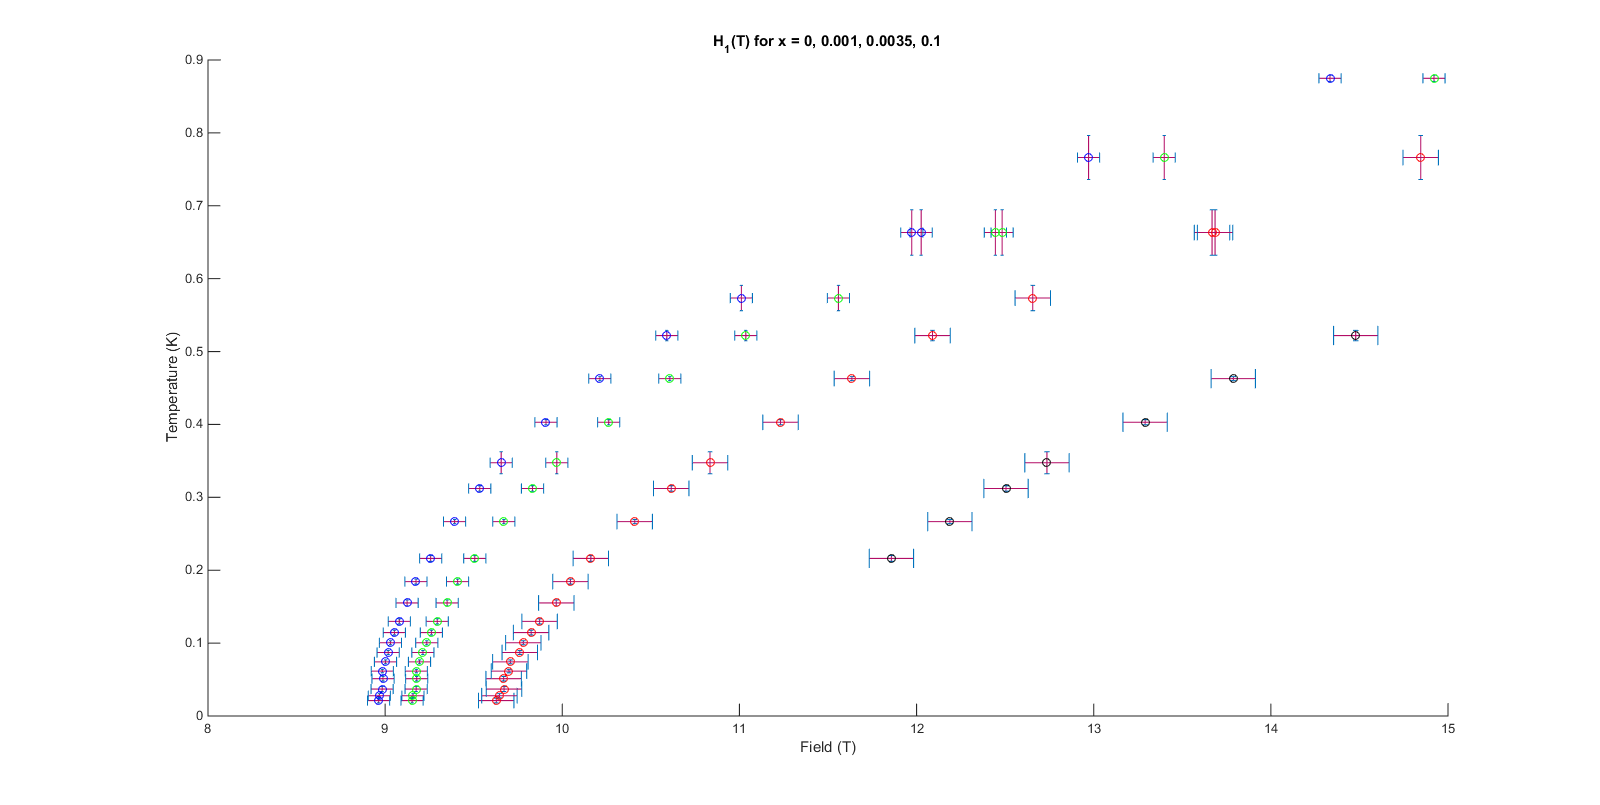 H1(T) for x = 0, 0.001, 0.0035, 0.1
0.9
0.8
0.7
0.6
0.5
0.4
0.3
0.2
0.1
0
Temperature (K)
8 9 10 11 12 13 14 15
Field (T)